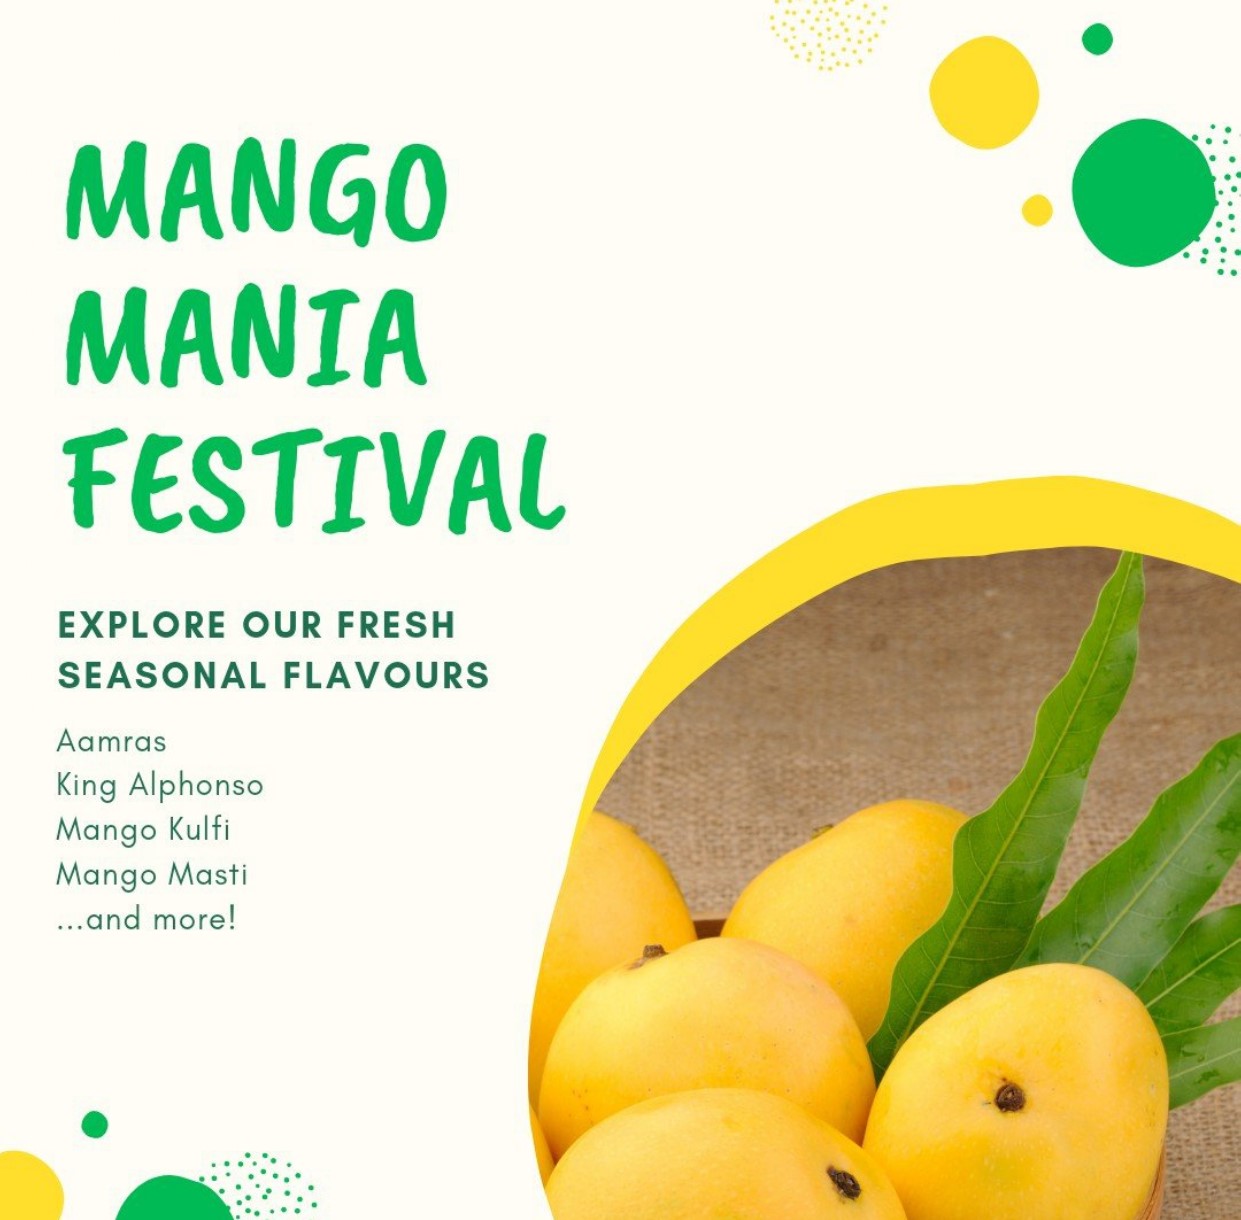 MANGO
MANIA
FESTIVAL
EXPLORE OUR FRESH
SEASONAL FLAVOURS
Aamras
King Alphonso
Mango Kulfi
Mango Masti
...and more!